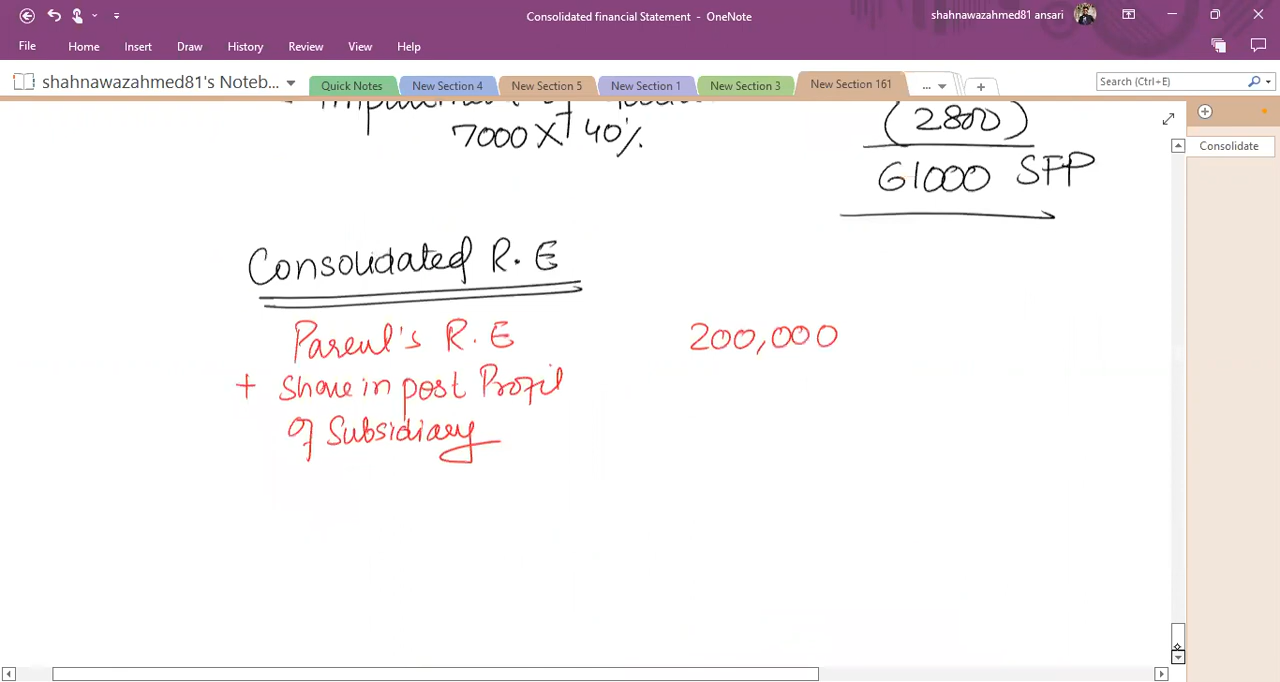 Consolidated financial Statement - OneNote
shahnawazahmed81 ansari
File Home Insert Draw History Review View Help
shahnawazahmed81's Noteb... Quick Notes New Section 4 New Section 5 New Section 1 New Section 3 New Section 161 ... +
Search (Ctrl+E)
Consolidate
Impairment of
7000 X 40%
(2800)
61000 SFP
Consolidated R.E
Parent's R.E 200,000
+ Share in post Profit
of Subsidiary